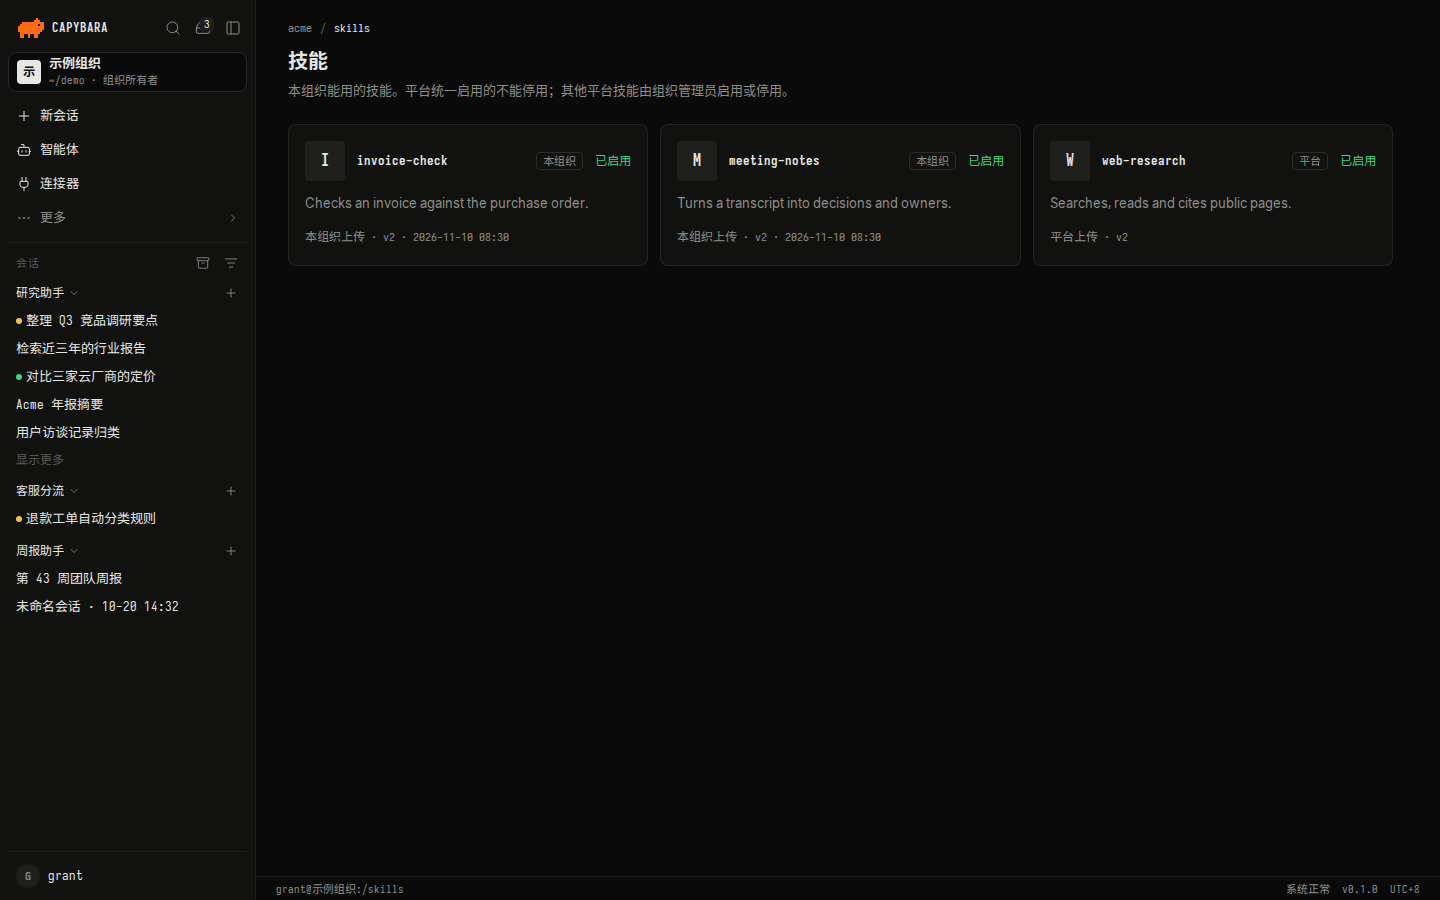 CAPYBARA
3
示 示例组织
~/demo · 组织所有者
新会话
智能体
连接器
更多
会话
研究助手
整理 Q3 竞品调研要点
检索近三年的行业报告
对比三家云厂商的定价
Acme 年报摘要
用户访谈记录归类
显示更多
客服分流
退款工单自动分类规则
周报助手
第 43 周团队周报
未命名会话 · 10-20 14:32
G grant
acme / skills
技能
本组织能用的技能。平台统一启用的不能停用；其他平台技能由组织管理员启用或停用。
I invoice-check 本组织 已启用
Checks an invoice against the purchase order.
本组织上传 · v2 · 2026-11-10 08:30
M meeting-notes 本组织 已启用
Turns a transcript into decisions and owners.
本组织上传 · v2 · 2026-11-10 08:30
W web-research 平台 已启用
Searches, reads and cites public pages.
平台上传 · v2
grant@示例组织:/skills
系统正常 v0.1.0 UTC+8